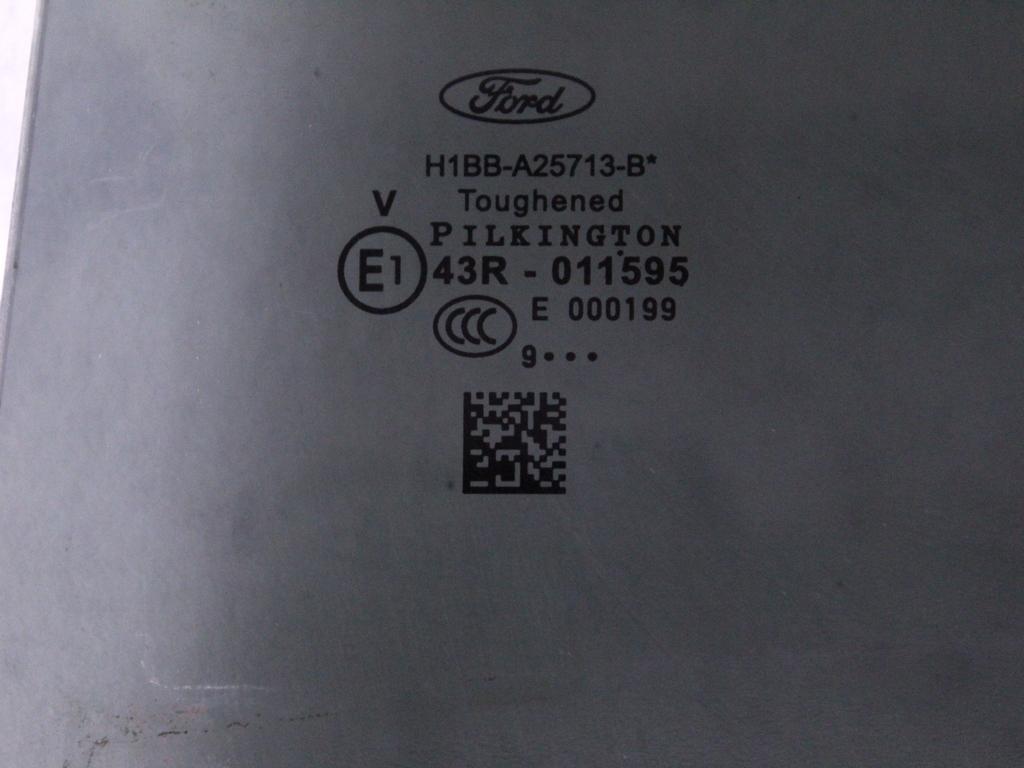 Ford
H1BB-A25713-B*
Toughened
V
PILKINGTON
E1 43R - 011595
CCC E 000199
9•••